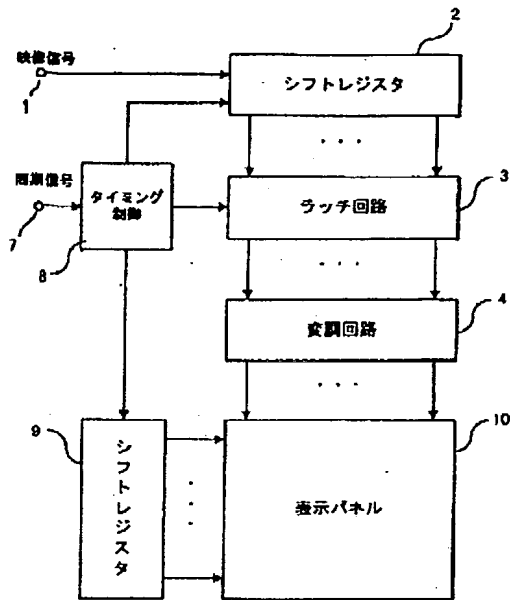 2
映像信号
1
シフトレジスタ
・・・
同期信号
7
タイミング
制御
8
ラッチ回路
3
・・・
変調回路
4
・・・
9
シフトレジスタ
表示パネル
10